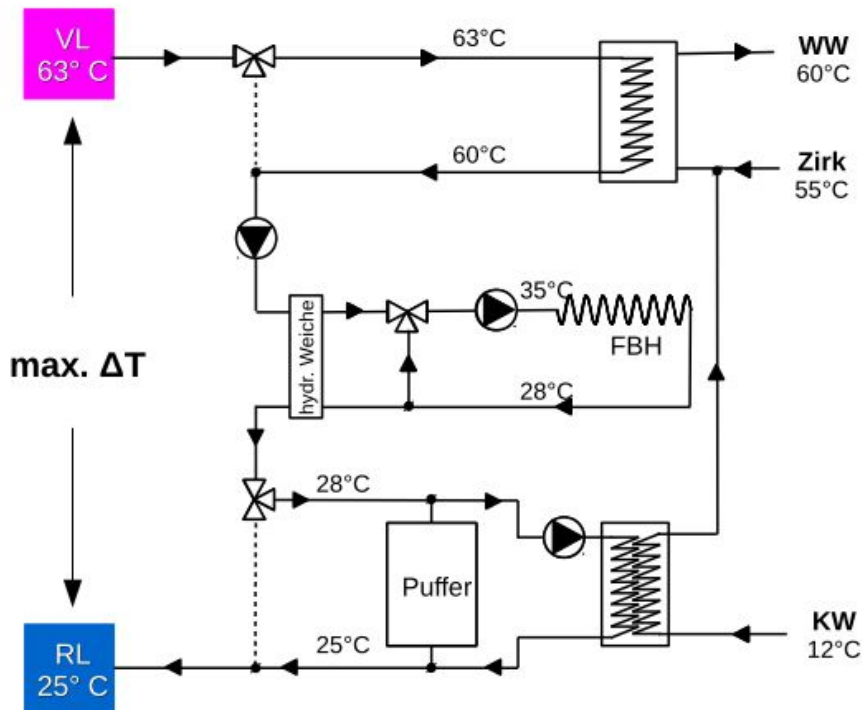 VL
63° C
63°C
WW
60°C
60°C
Zirk
55°C
35°C
FBH
hydr. Weiche
max. ΔT
28°C
28°C
Puffer
KW
12°C
25°C
RL
25° C